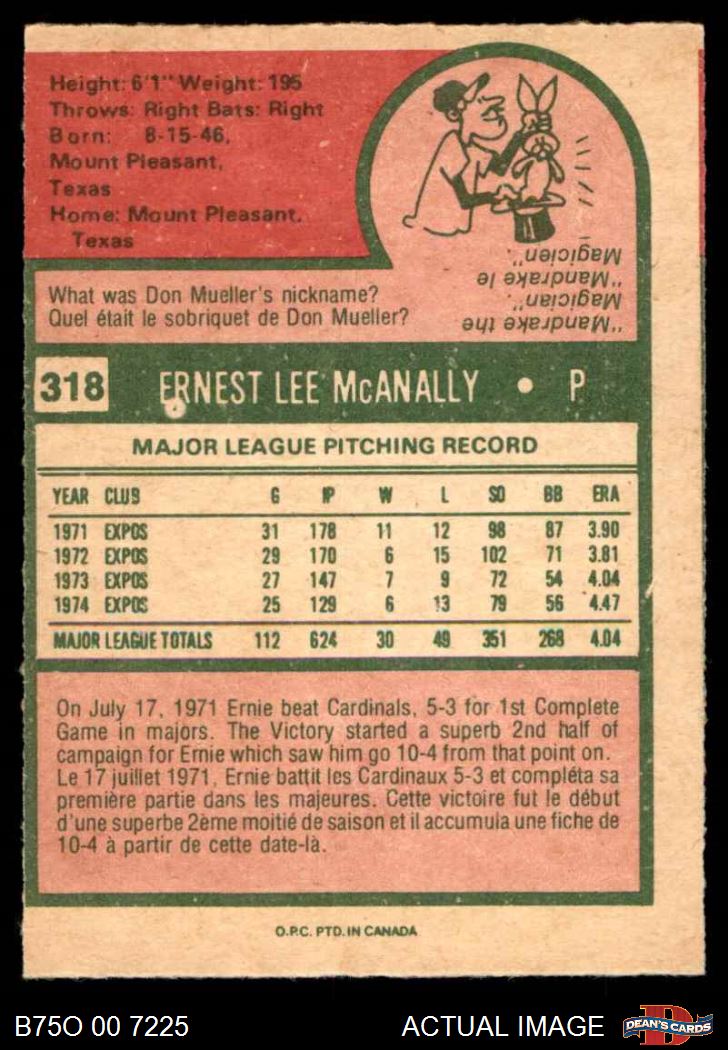 Height: 6'1" Weight: 195
Throws: Right Bats: Right
Born: 8-15-46,
Mount Pleasant,
Texas
Home: Mount Pleasant,
Texas
What was Don Mueller's nickname?
Quel était le sobriquet de Don Mueller?
"Mandrake the
Magician".
"Mandrake le
Magicien".
318 ERNEST LEE McANALLY • P
MAJOR LEAGUE PITCHING RECORD
YEAR CLUB G IP W L SO BB ERA
1971 EXPOS 31 178 11 12 98 87 3.90
1972 EXPOS 29 170 6 15 102 71 3.81
1973 EXPOS 27 147 7 9 72 54 4.04
1974 EXPOS 25 129 6 13 79 56 4.47
MAJOR LEAGUE TOTALS 112 624 30 49 351 268 4.04
On July 17, 1971 Ernie beat Cardinals, 5-3 for 1st Complete
Game in majors. The Victory started a superb 2nd half of
campaign for Ernie which saw him go 10-4 from that point on.
Le 17 juillet 1971, Ernie battit les Cardinaux 5-3 et compléta sa
première partie dans les majeures. Cette victoire fut le début
d'une superbe 2ème moitié de saison et il accumula une fiche de
10-4 à partir de cette date-là.
O.P.C. PTD. IN CANADA
B75O 00 7225 ACTUAL IMAGE D DEAN'S CARDS